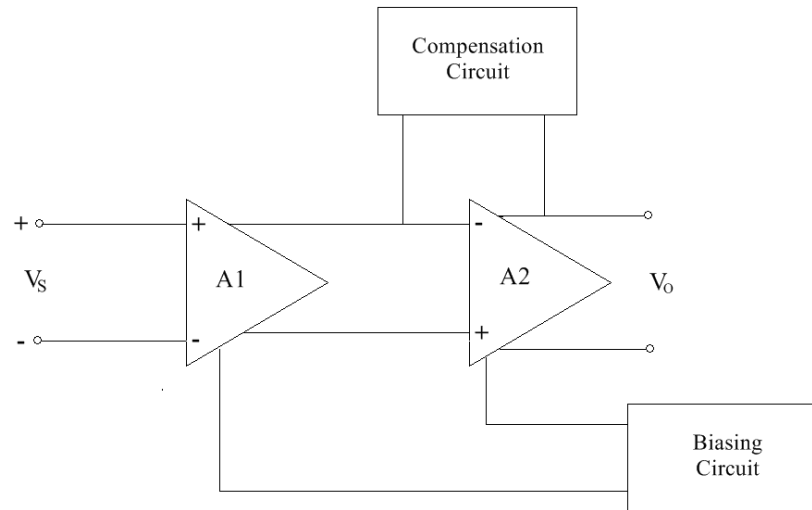 Compensation
Circuit
+
+
-
V_S
A1
A2
V_O
-
-
+
Biasing
Circuit